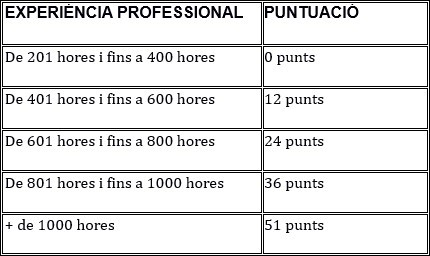 EXPERIÈNCIA PROFESSIONAL PUNTUACIÓ
De 201 hores i fins a 400 hores 0 punts
De 401 hores i fins a 600 hores 12 punts
De 601 hores i fins a 800 hores 24 punts
De 801 hores i fins a 1000 hores 36 punts
+ de 1000 hores 51 punts